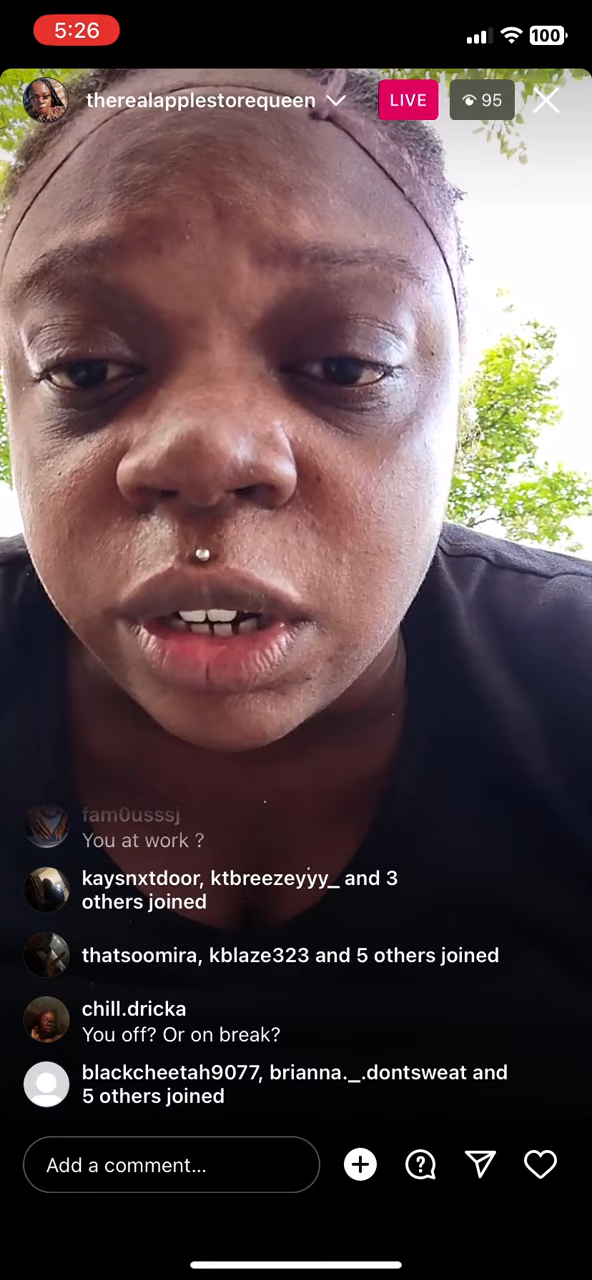 5:26
100
therealapplestorequeen
LIVE
95
fam0usssj
You at work ?
kaysnxtdoor, ktbreezeyyy_ and 3
others joined
thatsoomira, kblaze323 and 5 others joined
chill.dricka
You off? Or on break?
blackcheetah9077, brianna._.dontsweat and
5 others joined
Add a comment...